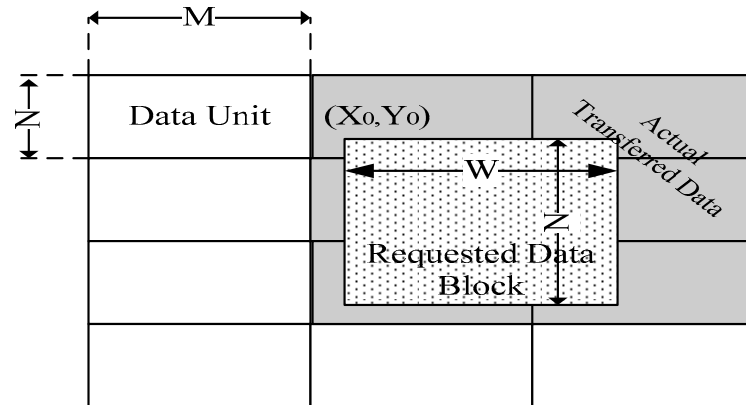 M
N
Data Unit
(X0,Y0)
Actual
Transferred Data
W
N
Requested Data
Block